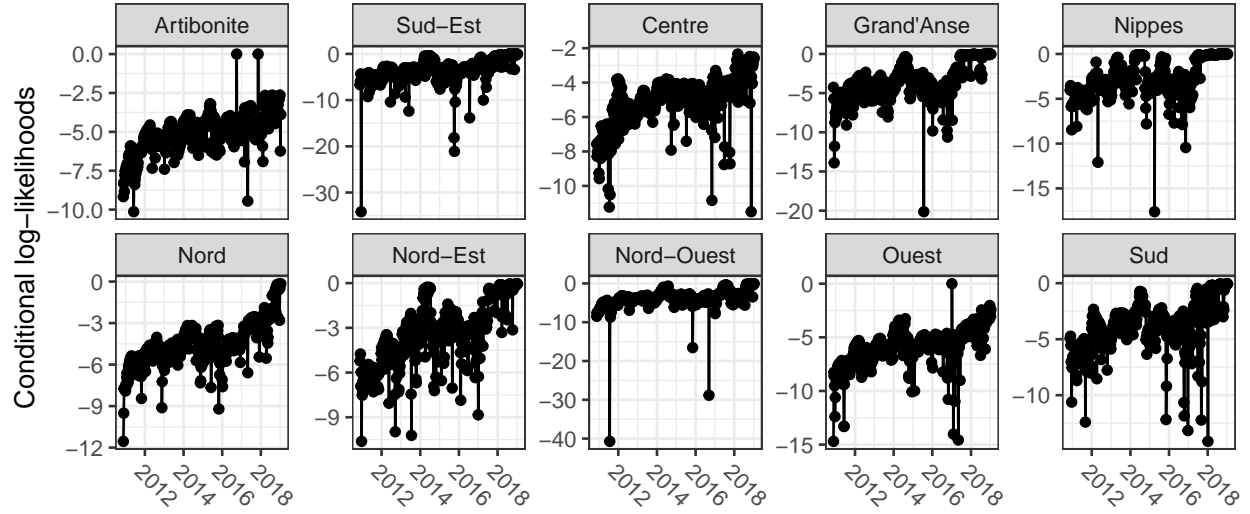 Conditional log−likelihoods
Artibonite
Sud−Est
Centre
Grand'Anse
Nippes
0.0
−2.5
−5.0
−7.5
−10.0
0
−10
−20
−30
−2
−4
−6
−8
−10
0
−5
−10
−15
−20
0
−5
−10
−15
Nord
Nord−Est
Nord−Ouest
Ouest
Sud
0
−3
−6
−9
−12
0
−3
−6
−9
0
−10
−20
−30
−40
0
−5
−10
−15
0
−5
−10
2012 2014 2016 2018
2012 2014 2016 2018
2012 2014 2016 2018
2012 2014 2016 2018
2012 2014 2016 2018